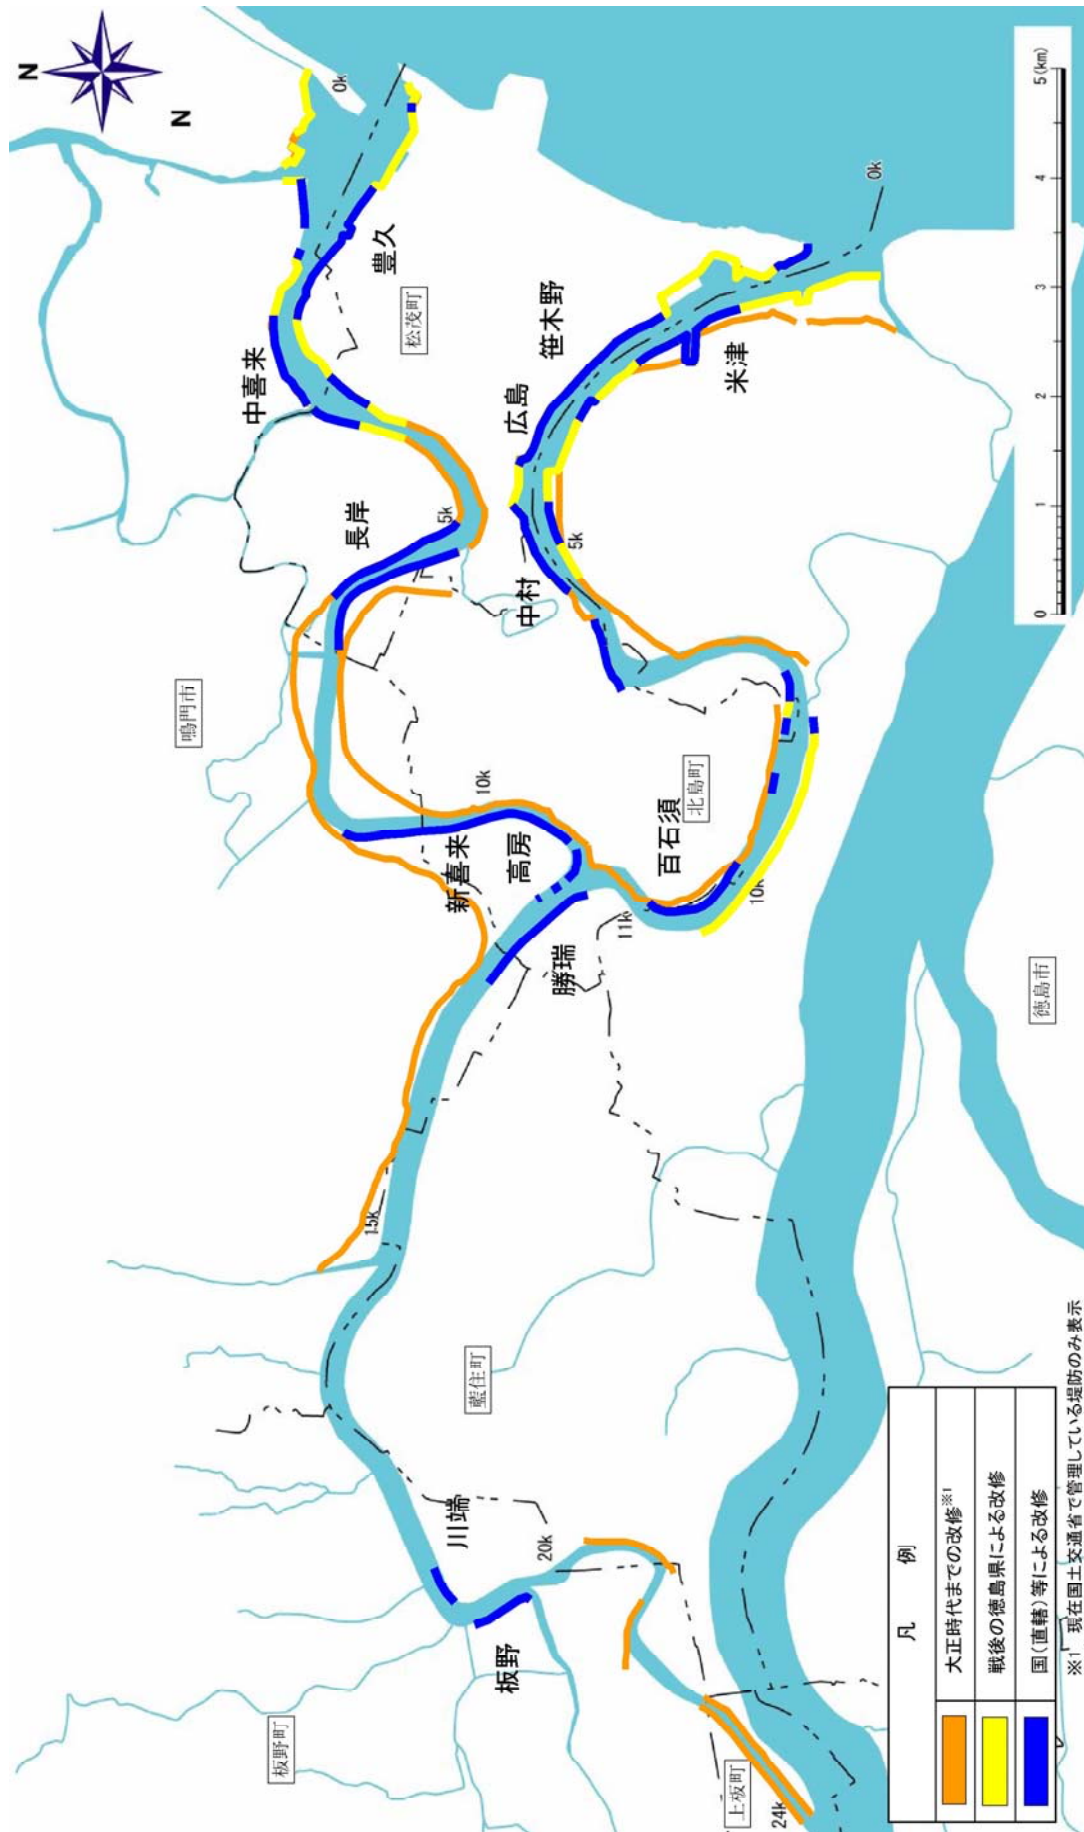 N
N
0k
豊久
松茂町
中喜来
笹木野
広島
米津
0k
長岸
5k
5k
中村
鳴門市
10k
新喜来
高房
百石須
北島町
10k
11k
勝瑞
徳島市
15k
藍住町
川端
20k
板野
板野町
上板町
24k
0 1 2 3 4 5(km)
凡 例
大正時代までの改修※1
戦後の徳島県による改修
国(直轄)等による改修
※1 現在国土交通省で管理している堤防のみ表示